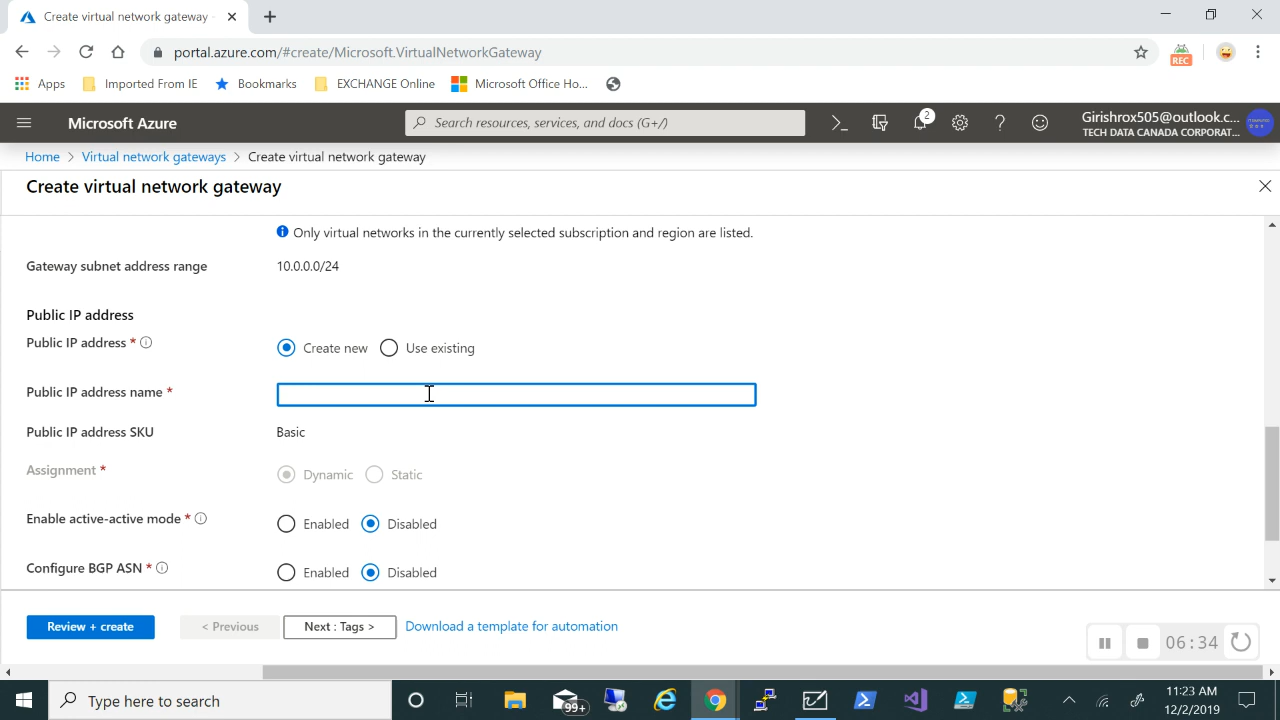 Create virtual network gateway -
portal.azure.com/#create/Microsoft.VirtualNetworkGateway
REC
Apps Imported From IE Bookmarks EXCHANGE Online Microsoft Office Ho...
Microsoft Azure
Search resources, services, and docs (G+/)
2
Girishrox505@outlook.c...
TECH DATA CANADA CORPORAT...
Home > Virtual network gateways > Create virtual network gateway
Create virtual network gateway
Only virtual networks in the currently selected subscription and region are listed.
Gateway subnet address range 10.0.0.0/24
Public IP address
Public IP address * Create new Use existing
Public IP address name *
Public IP address SKU Basic
Assignment * Dynamic Static
Enable active-active mode * Enabled Disabled
Configure BGP ASN * Enabled Disabled
Review + create < Previous Next : Tags > Download a template for automation
06:34
Type here to search
99+
11:23 AM
12/2/2019